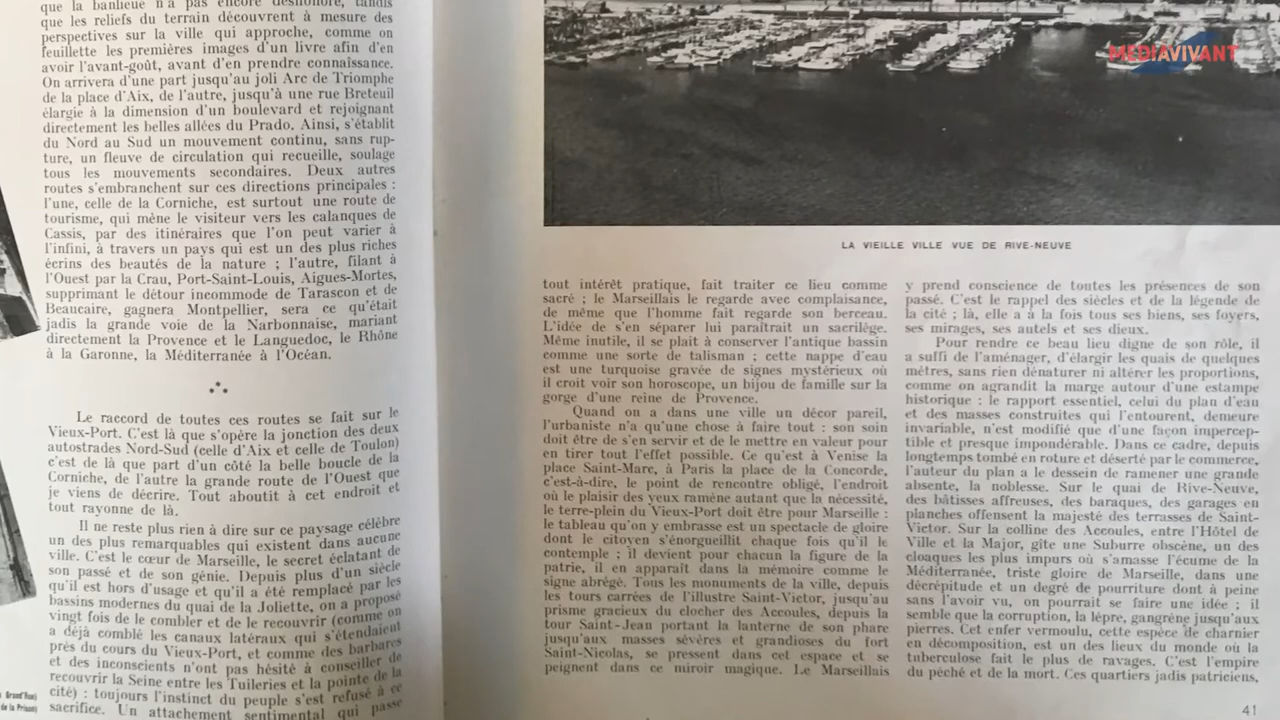 que la banlieue n'a pas encore déshonoré, tandis
que les reliefs du terrain découvrent à mesure des
perspectives sur la ville qui approche, comme on
feuillette les premières images d'un livre afin d'en
avoir l'avant-goût, avant d'en prendre connaissance.
On arrivera d'une part jusqu'au joli Arc de Triomphe
de la place d'Aix, de l'autre, jusqu'à une rue Breteuil
élargie à la dimension d'un boulevard et rejoignant
directement les belles allées du Prado. Ainsi, s'établit
du Nord au Sud un mouvement continu, sans rup-
ture, un fleuve de circulation qui recueille, soulage
tous les mouvements secondaires. Deux autres
routes s'embranchent sur ces directions principales :
l'une, celle de la Corniche, est surtout une route de
tourisme, qui mène le visiteur vers les calanques de
Cassis, par des itinéraires que l'on peut varier à
l'infini, à travers un pays qui est un des plus riches
écrins des beautés de la nature ; l'autre, filant à
l'Ouest par la Crau, Port-Saint-Louis, Aigues-Mortes,
supprimant le détour incommode de Tarascon et de
Beaucaire, gagnera Montpellier, sera ce qu'était
jadis la grande voie de la Narbonnaise, mariant
directement la Provence et le Languedoc, le Rhône
à la Garonne, la Méditerranée à l'Océan.
Le raccord de toutes ces routes se fait sur le
Vieux-Port. C'est là que s'opère la jonction des deux
autostrades Nord-Sud (celle d'Aix et celle de Toulon)
c'est de là que part d'un côté la belle boucle de la
Corniche, de l'autre la grande route de l'Ouest que
je viens de décrire. Tout aboutit à cet endroit et
tout rayonne de là.
Il ne reste plus rien à dire sur ce paysage célèbre
un des plus remarquables qui existent dans aucune
ville. C'est le cœur de Marseille, le secret éclatant de
son passé et de son génie. Depuis plus d'un siècle
qu'il est hors d'usage et qu'il a été remplacé par les
bassins modernes du quai de la Joliette, on a proposé
vingt fois de le combler et de le recouvrir (comme on
a déjà comblé les canaux latéraux qui s'étendaient
près du cours du Vieux-Port, et comme des barbares
et des inconscients n'ont pas hésité à conseiller de
recouvrir la Seine entre les Tuileries et la pointe de la
cité) : toujours l'instinct du peuple s'est refusé à ce
sacrifice. Un attachement sentimental qui passe
Grand'Rue)
de la Prison)
MEDIAVIVANT
LA VIEILLE VILLE VUE DE RIVE-NEUVE
tout intérêt pratique, fait traiter ce lieu comme
sacré ; le Marseillais le regarde avec complaisance,
de même que l'homme fait regarde son berceau.
L'idée de s'en séparer lui paraîtrait un sacrilège.
Même inutile, il se plaît à conserver l'antique bassin
comme une sorte de talisman ; cette nappe d'eau
est une turquoise gravée de signes mystérieux où
il croit voir son horoscope, un bijou de famille sur la
gorge d'une reine de Provence.
Quand on a dans une ville un décor pareil,
l'urbaniste n'a qu'une chose à faire tout : son soin
doit être de s'en servir et de le mettre en valeur pour
en tirer tout l'effet possible. Ce qu'est à Venise la
place Saint-Marc, à Paris la place de la Concorde,
c'est-à-dire, le point de rencontre obligé, l'endroit
où le plaisir des yeux ramène autant que la nécessité,
le terre-plein du Vieux-Port doit être pour Marseille :
le tableau qu'on y embrasse est un spectacle de gloire
dont le citoyen s'énorgueillit chaque fois qu'il le
contemple ; il devient pour chacun la figure de la
patrie, il en apparaît dans la mémoire comme le
signe abrégé. Tous les monuments de la ville, depuis
les tours carrées de l'illustre Saint-Victor, jusqu'au
prisme gracieux du clocher des Accoules, depuis la
tour Saint-Jean portant la lanterne de son phare
jusqu'aux masses sévères et grandioses du fort
Saint-Nicolas, se pressent dans cet espace et se
peignent dans ce miroir magique. Le Marseillais
y prend conscience de toutes les présences de son
passé. C'est le rappel des siècles et de la légende de
la cité ; là, elle a à la fois tous ses biens, ses foyers,
ses mirages, ses autels et ses dieux.
Pour rendre ce beau lieu digne de son rôle, il
a suffi de l'aménager, d'élargir les quais de quelques
mètres, sans rien dénaturer ni altérer les proportions,
comme on agrandit la marge autour d'une estampe
historique : le rapport essentiel, celui du plan d'eau
et des masses construites qui l'entourent, demeure
invariable, n'est modifié que d'une façon impercep-
tible et presque impondérable. Dans ce cadre, depuis
longtemps tombé en roture et déserté par le commerce,
l'auteur du plan a le dessein de ramener une grande
absente, la noblesse. Sur le quai de Rive-Neuve,
des bâtisses affreuses, des baraques, des garages en
planches offensent la majesté des terrasses de Saint-
Victor. Sur la colline des Accoules, entre l'Hôtel de
Ville et la Major, gîte une Suburre obscène, un des
cloaques les plus impurs où s'amasse l'écume de la
Méditerranée, triste gloire de Marseille, dans une
décrépitude et un degré de pourriture dont à peine
sans l'avoir vu, on pourrait se faire une idée ; il
semble que la corruption, la lèpre, gangrène jusqu'aux
pierres. Cet enfer vermoulu, cette espèce de charnier
en décomposition, est un des lieux du monde où la
tuberculose fait le plus de ravages. C'est l'empire
du péché et de la mort. Ces quartiers jadis patriciens,
41